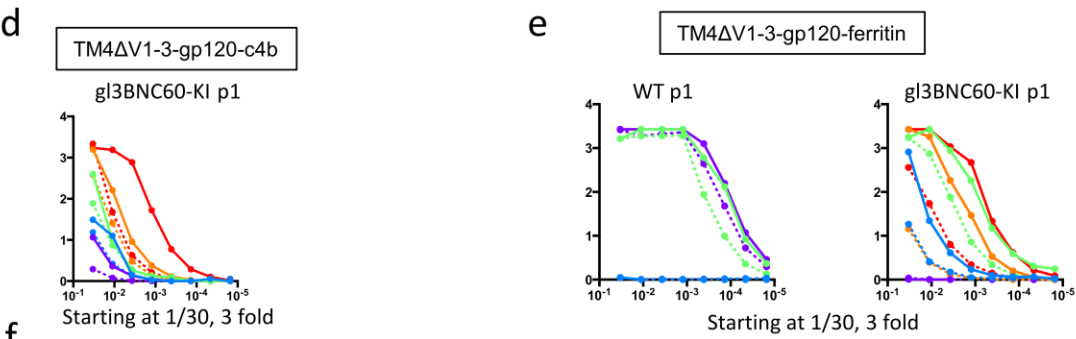 d
TM4ΔV1-3-gp120-c4b
gl3BNC60-KI p1
4
3
2
1
0
10-1 10-2 10-3 10-4 10-5
Starting at 1/30, 3 fold
e
TM4ΔV1-3-gp120-ferritin
WT p1
4
3
2
1
0
10-1 10-2 10-3 10-4 10-5
gl3BNC60-KI p1
4
3
2
1
0
10-1 10-2 10-3 10-4 10-5
Starting at 1/30, 3 fold
f